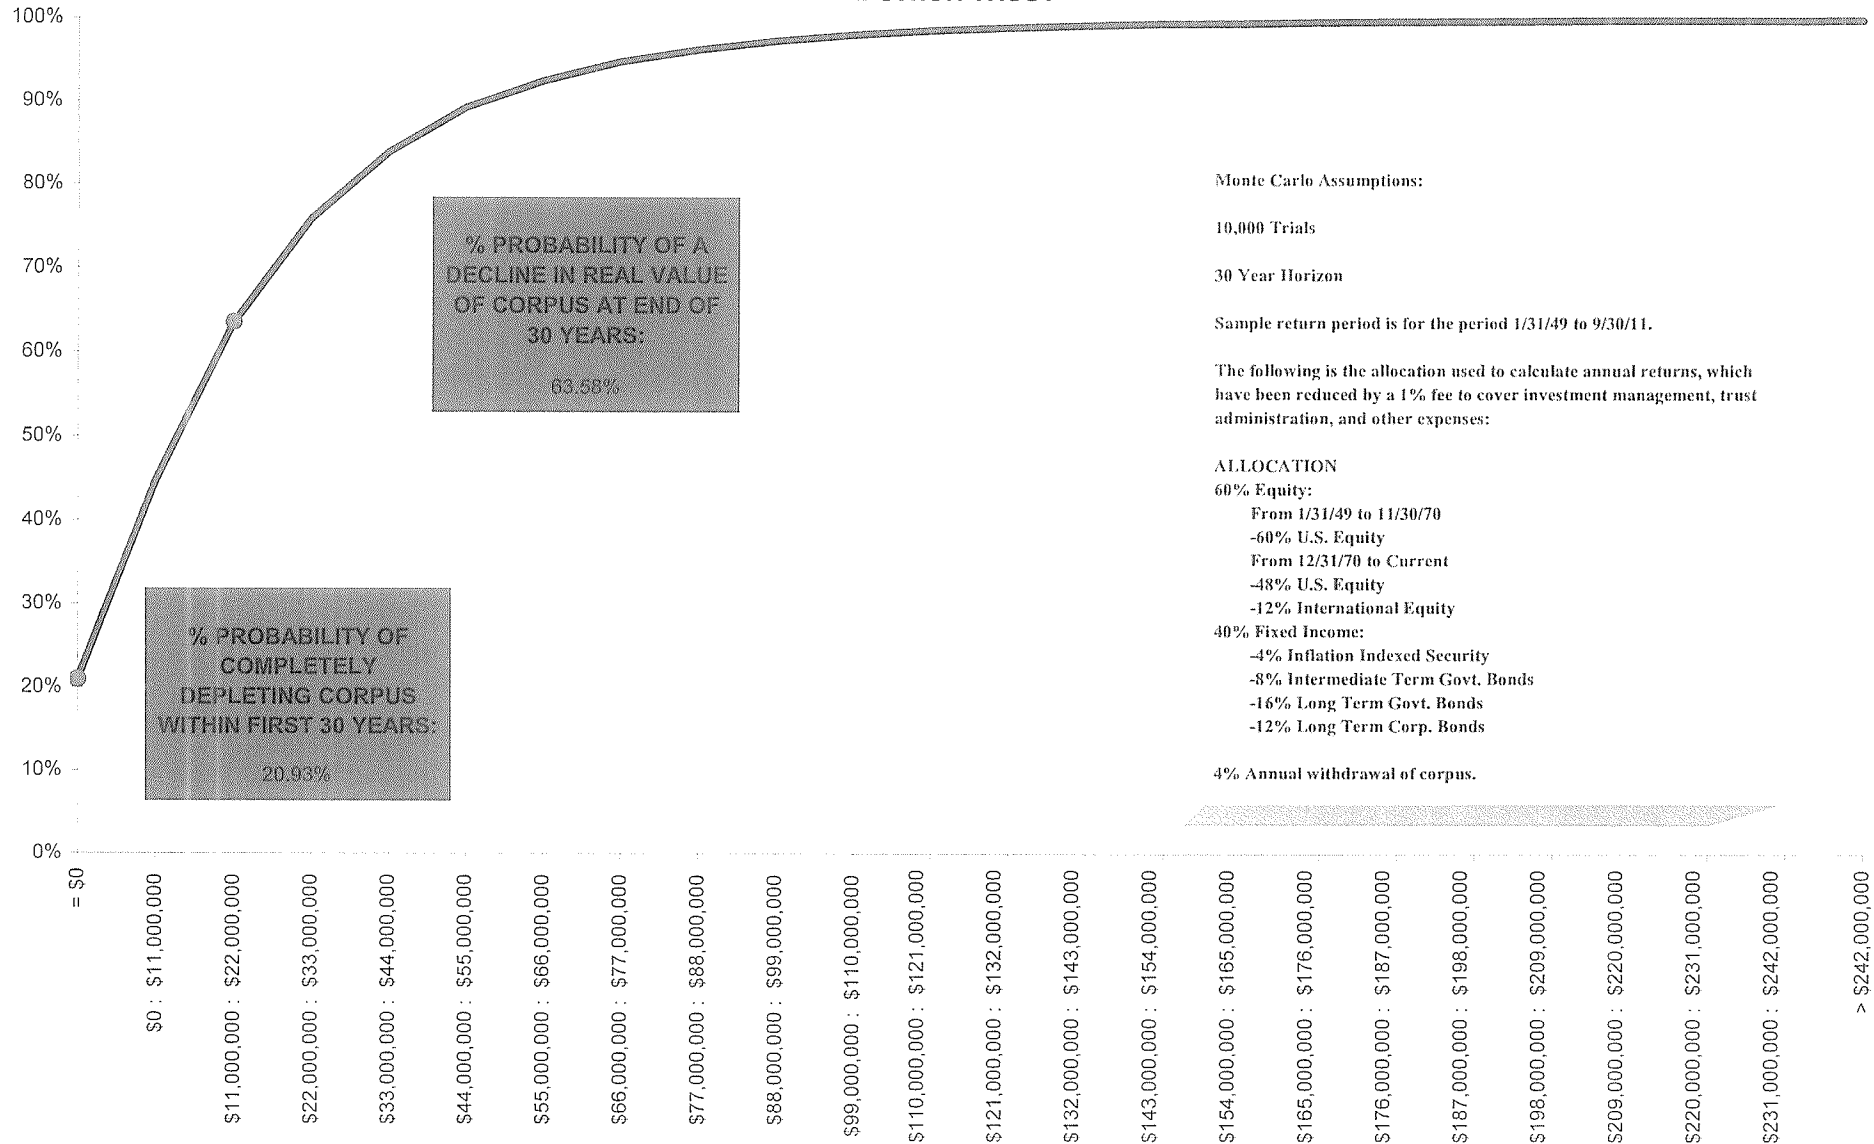 100%
90%
80%
70%
60%
50%
40%
30%
20%
10%
0%
% PROBABILITY OF A
DECLINE IN REAL VALUE
OF CORPUS AT END OF
30 YEARS:
63.58%
% PROBABILITY OF
COMPLETELY
DEPLETING CORPUS
WITHIN FIRST 30 YEARS:
20.93%
Monte Carlo Assumptions:
10,000 Trials
30 Year Horizon
Sample return period is for the period 1/31/49 to 9/30/11.
The following is the allocation used to calculate annual returns, which
have been reduced by a 1% fee to cover investment management, trust
administration, and other expenses:
ALLOCATION
60% Equity:
From 1/31/49 to 11/30/70
-60% U.S. Equity
From 12/31/70 to Current
-48% U.S. Equity
-12% International Equity
40% Fixed Income:
-4% Inflation Indexed Security
-8% Intermediate Term Govt. Bonds
-16% Long Term Govt. Bonds
-12% Long Term Corp. Bonds
4% Annual withdrawal of corpus.
= $0
$0 : $11,000,000
$11,000,000 : $22,000,000
$22,000,000 : $33,000,000
$33,000,000 : $44,000,000
$44,000,000 : $55,000,000
$55,000,000 : $66,000,000
$66,000,000 : $77,000,000
$77,000,000 : $88,000,000
$88,000,000 : $99,000,000
$99,000,000 : $110,000,000
$110,000,000 : $121,000,000
$121,000,000 : $132,000,000
$132,000,000 : $143,000,000
$143,000,000 : $154,000,000
$154,000,000 : $165,000,000
$165,000,000 : $176,000,000
$176,000,000 : $187,000,000
$187,000,000 : $198,000,000
$198,000,000 : $209,000,000
$209,000,000 : $220,000,000
$220,000,000 : $231,000,000
$231,000,000 : $242,000,000
> $242,000,000